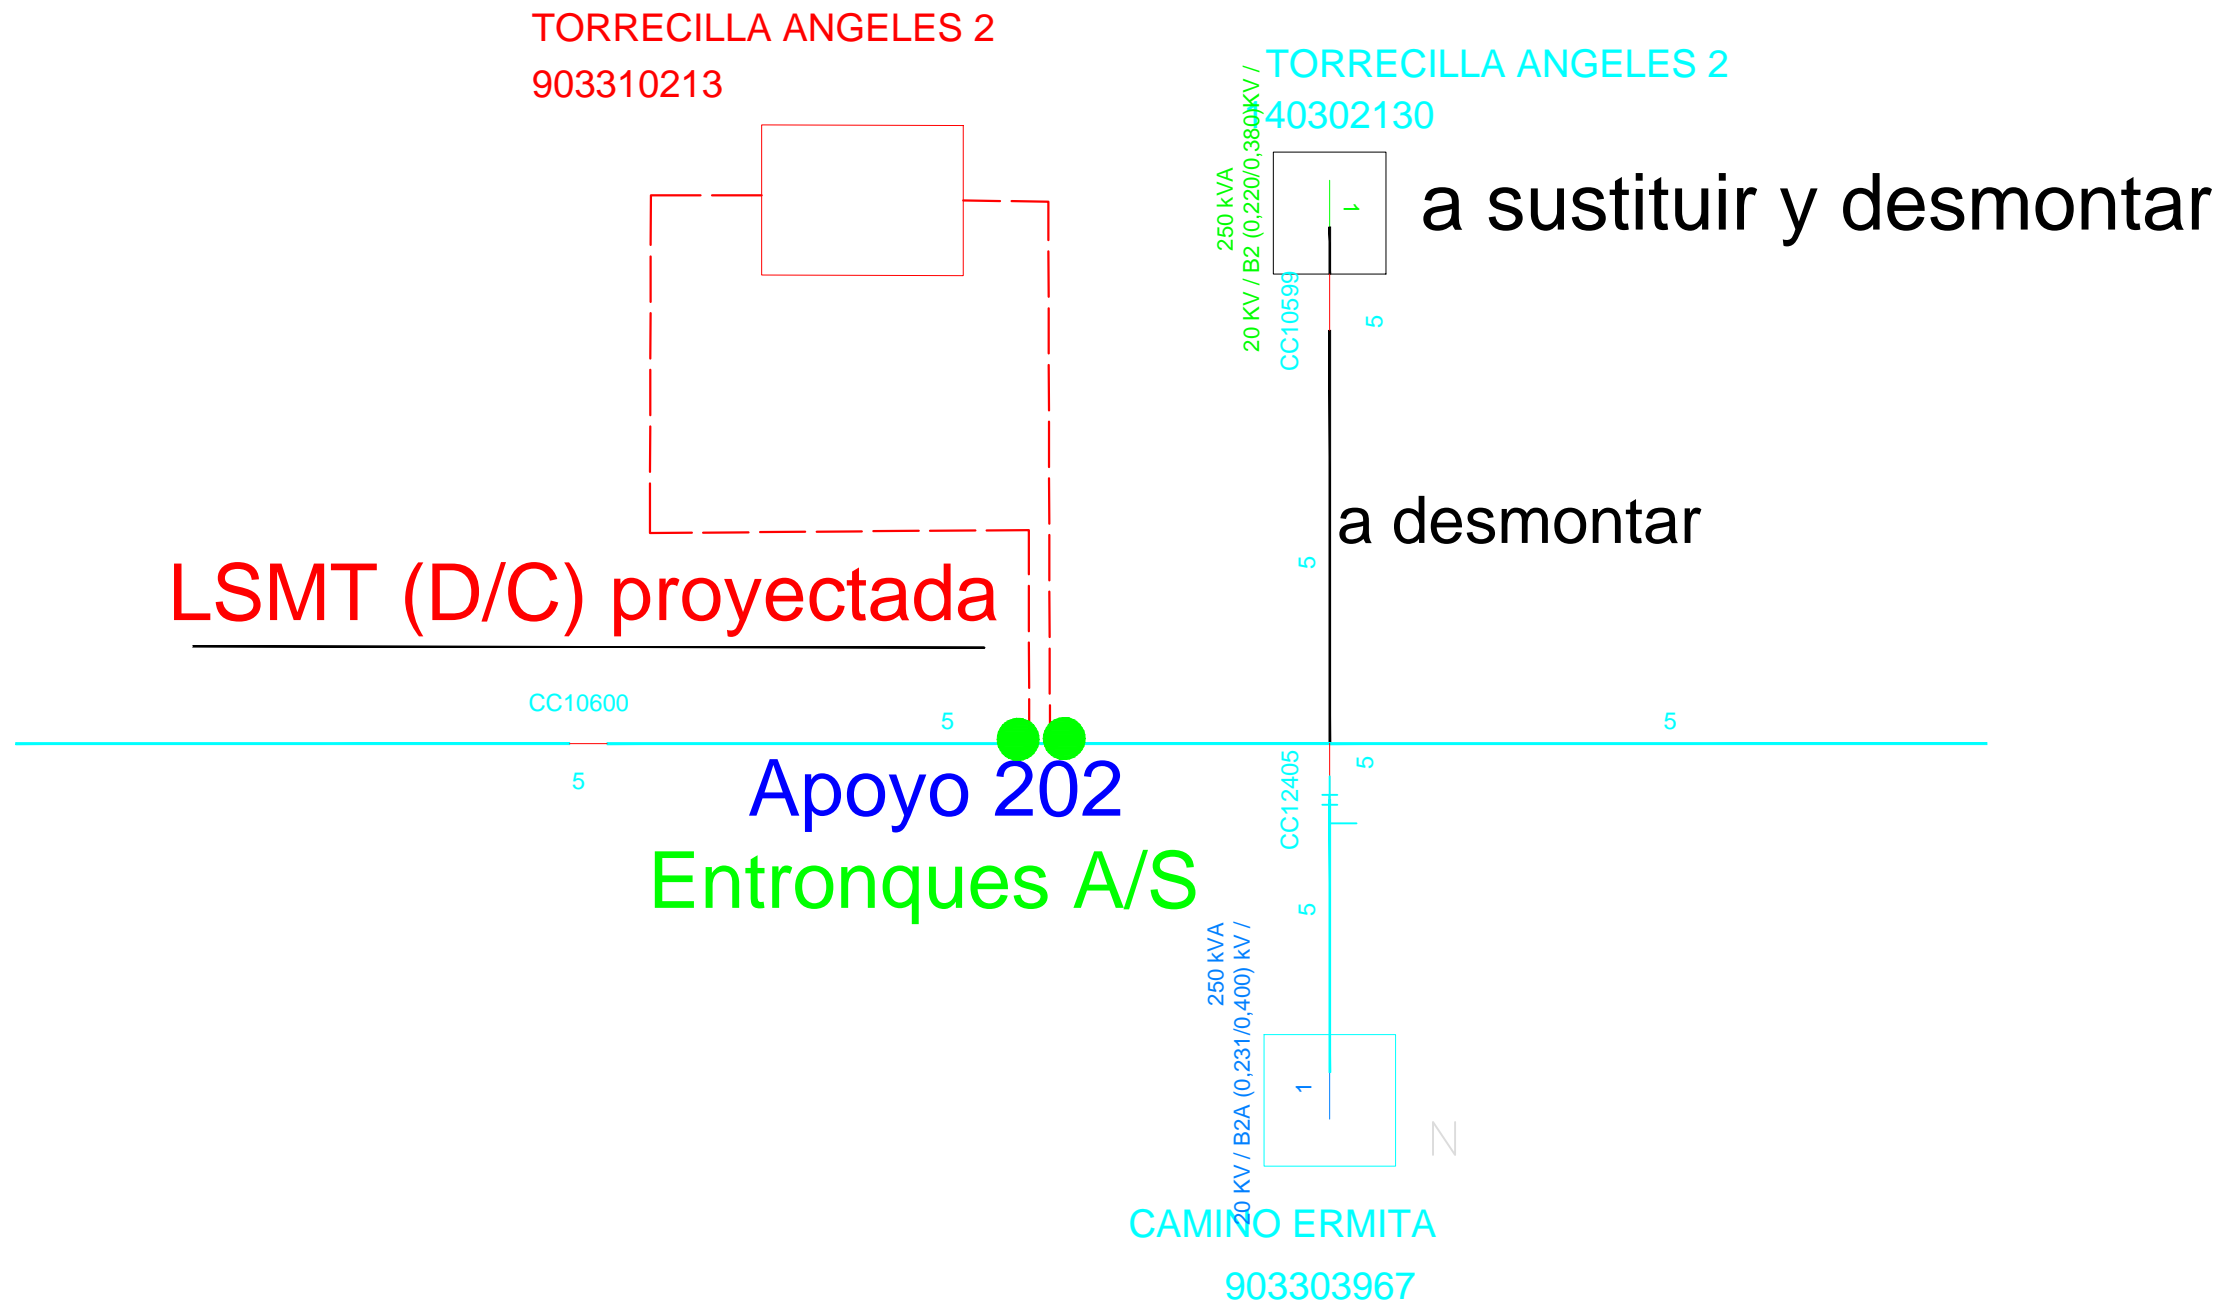 TORRECILLA ANGELES 2
903310213
TORRECILLA ANGELES 2
40302130
250 kVA
20 KV / B2 (0,220/0,380)KV /
1
a sustituir y desmontar
CC10599
5
a desmontar
5
LSMT (D/C) proyectada
CC10600
5
5
5
Apoyo 202
Entronques A/S
CC12405
5
5
250 kVA
20 KV / B2A (0,231/0,400) kV /
1
N
CAMINO ERMITA
903303967